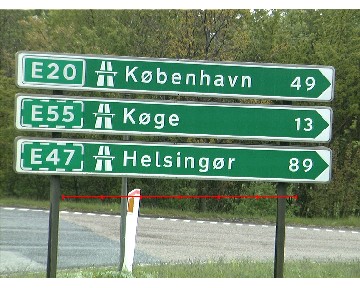 E20 København 49
E55 Køge 13
E47 Helsingør 89